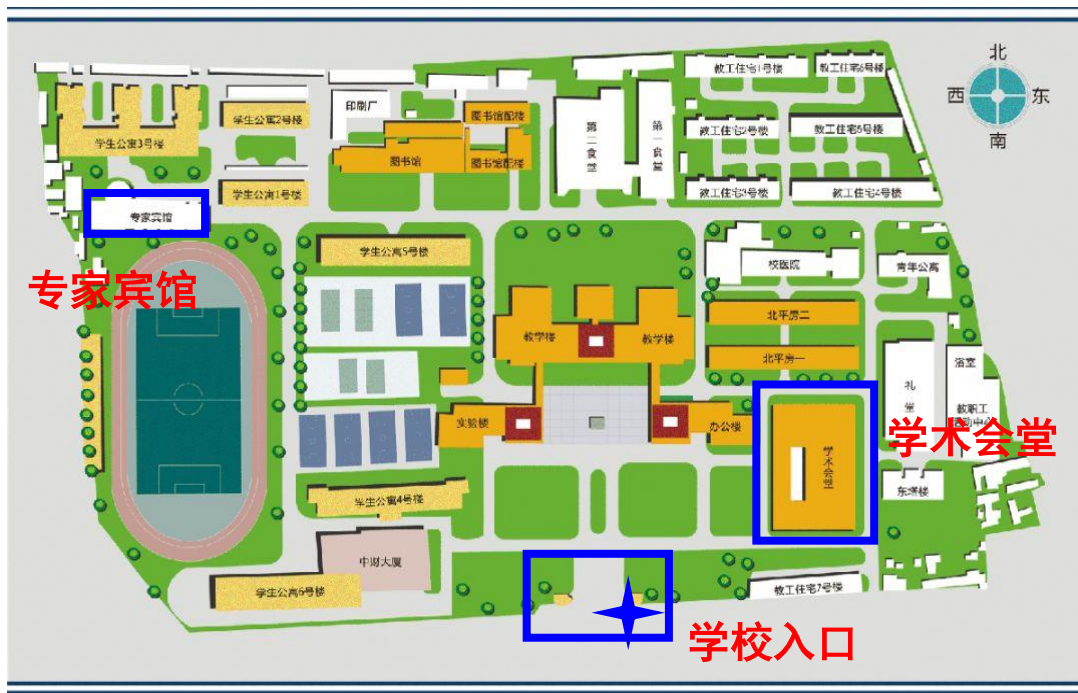 北
西 东
南
教工住宅1号楼
教工住宅6号楼
印刷厂
图书馆配楼
学生公寓2号楼
第二食堂
第一食堂
教工住宅2号楼
教工住宅5号楼
学生公寓3号楼
图书馆
图书馆配楼
学生公寓1号楼
教工住宅3号楼
教工住宅4号楼
专家宾馆
专家宾馆
学生公寓5号楼
校医院
青年公寓
北平房二
教学楼
教学楼
北平房一
浴室
礼堂
教职工
活动中心
实验楼
办公楼
学术会堂
学术会堂
东塔楼
学生公寓4号楼
中财大厦
学生公寓6号楼
教工住宅7号楼
学校入口